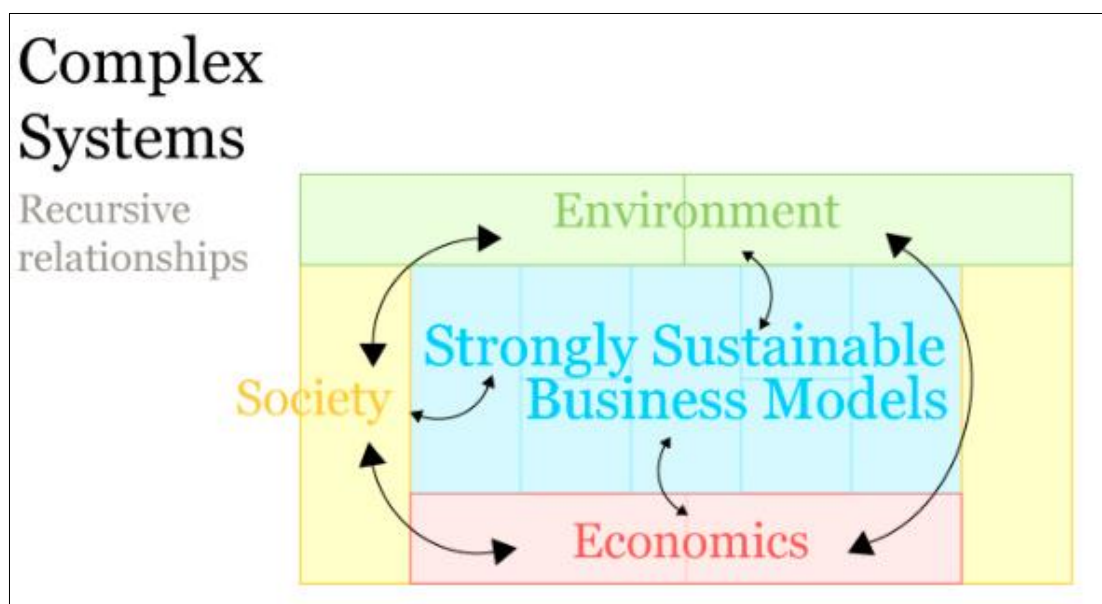 Complex
Systems
Recursive
relationships
Environment
Strongly Sustainable
Business Models
Society
Economics